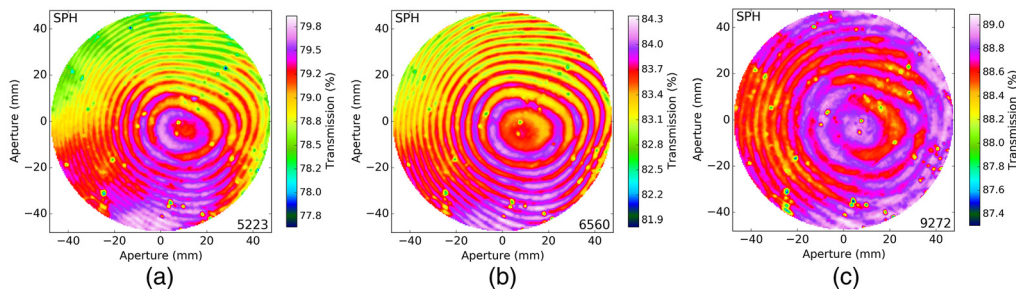 SPH
40
20
0
−20
−40
Aperture (mm)
−40 −20 0 20 40
Aperture (mm)
5223
79.8
79.5
79.2
79.0
78.8
78.5
78.2
78.0
77.8
Transmission (%)
(a)
SPH
40
20
0
−20
−40
Aperture (mm)
−40 −20 0 20 40
Aperture (mm)
6560
84.3
84.0
83.7
83.4
83.1
82.8
82.5
82.2
81.9
Transmission (%)
(b)
SPH
40
20
0
−20
−40
Aperture (mm)
−40 −20 0 20 40
Aperture (mm)
9272
89.0
88.8
88.6
88.4
88.2
88.0
87.8
87.6
87.4
Transmission (%)
(c)